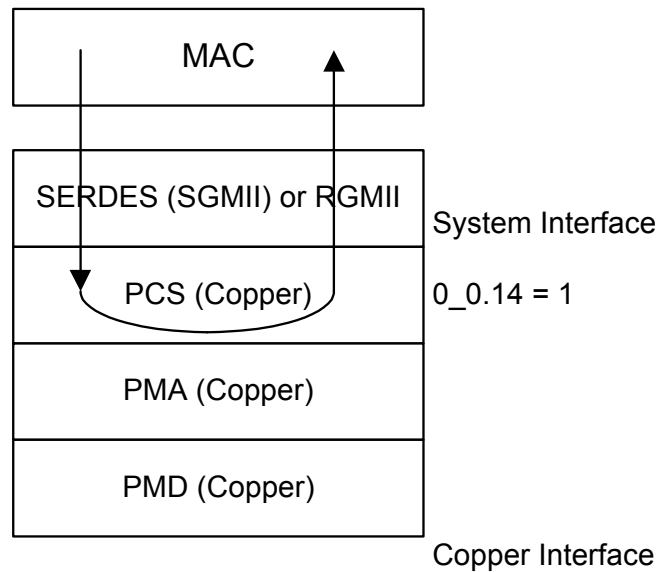 MAC
SERDES (SGMII) or RGMII
System Interface
PCS (Copper)
0_0.14 = 1
PMA (Copper)
PMD (Copper)
Copper Interface